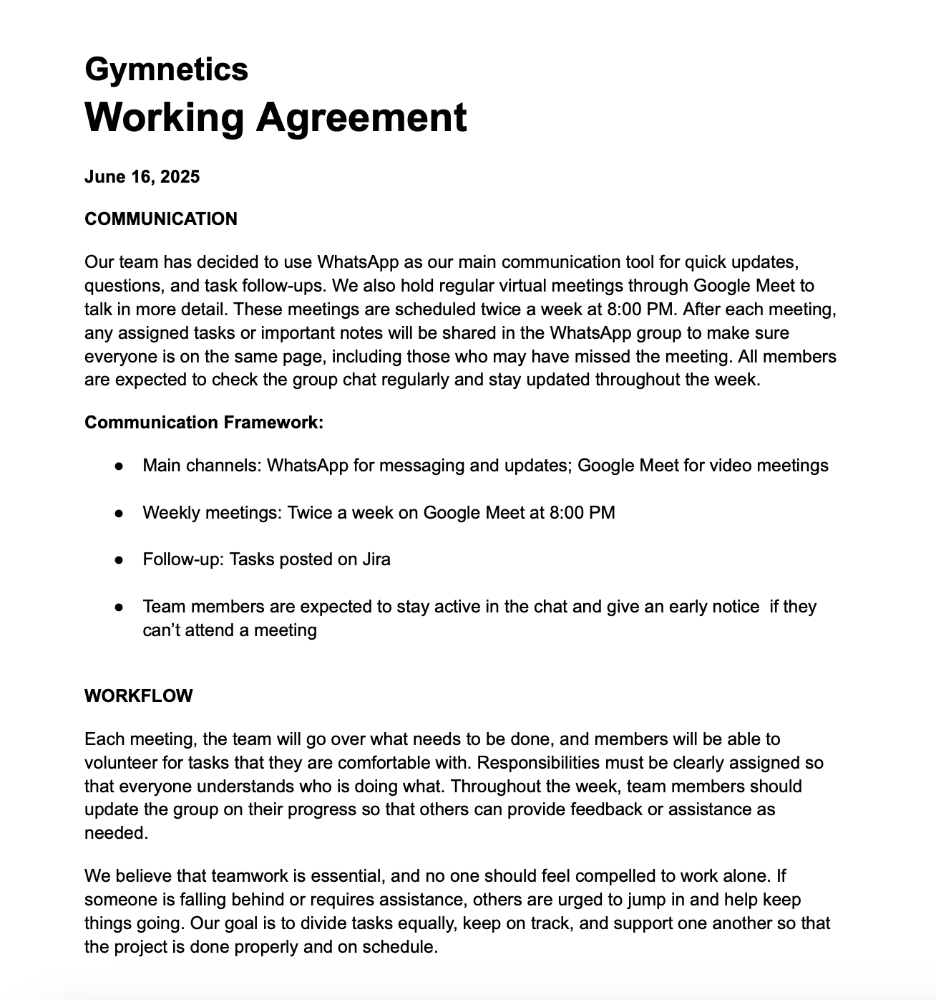 Gymnetics
Working Agreement
June 16, 2025
COMMUNICATION
Our team has decided to use WhatsApp as our main communication tool for quick updates,
questions, and task follow-ups. We also hold regular virtual meetings through Google Meet to
talk in more detail. These meetings are scheduled twice a week at 8:00 PM. After each meeting,
any assigned tasks or important notes will be shared in the WhatsApp group to make sure
everyone is on the same page, including those who may have missed the meeting. All members
are expected to check the group chat regularly and stay updated throughout the week.
Communication Framework:
● Main channels: WhatsApp for messaging and updates; Google Meet for video meetings
● Weekly meetings: Twice a week on Google Meet at 8:00 PM
● Follow-up: Tasks posted on Jira
● Team members are expected to stay active in the chat and give an early notice  if they
can’t attend a meeting
WORKFLOW
Each meeting, the team will go over what needs to be done, and members will be able to
volunteer for tasks that they are comfortable with. Responsibilities must be clearly assigned so
that everyone understands who is doing what. Throughout the week, team members should
update the group on their progress so that others can provide feedback or assistance as
needed.
We believe that teamwork is essential, and no one should feel compelled to work alone. If
someone is falling behind or requires assistance, others are urged to jump in and help keep
things going. Our goal is to divide tasks equally, keep on track, and support one another so that
the project is done properly and on schedule.